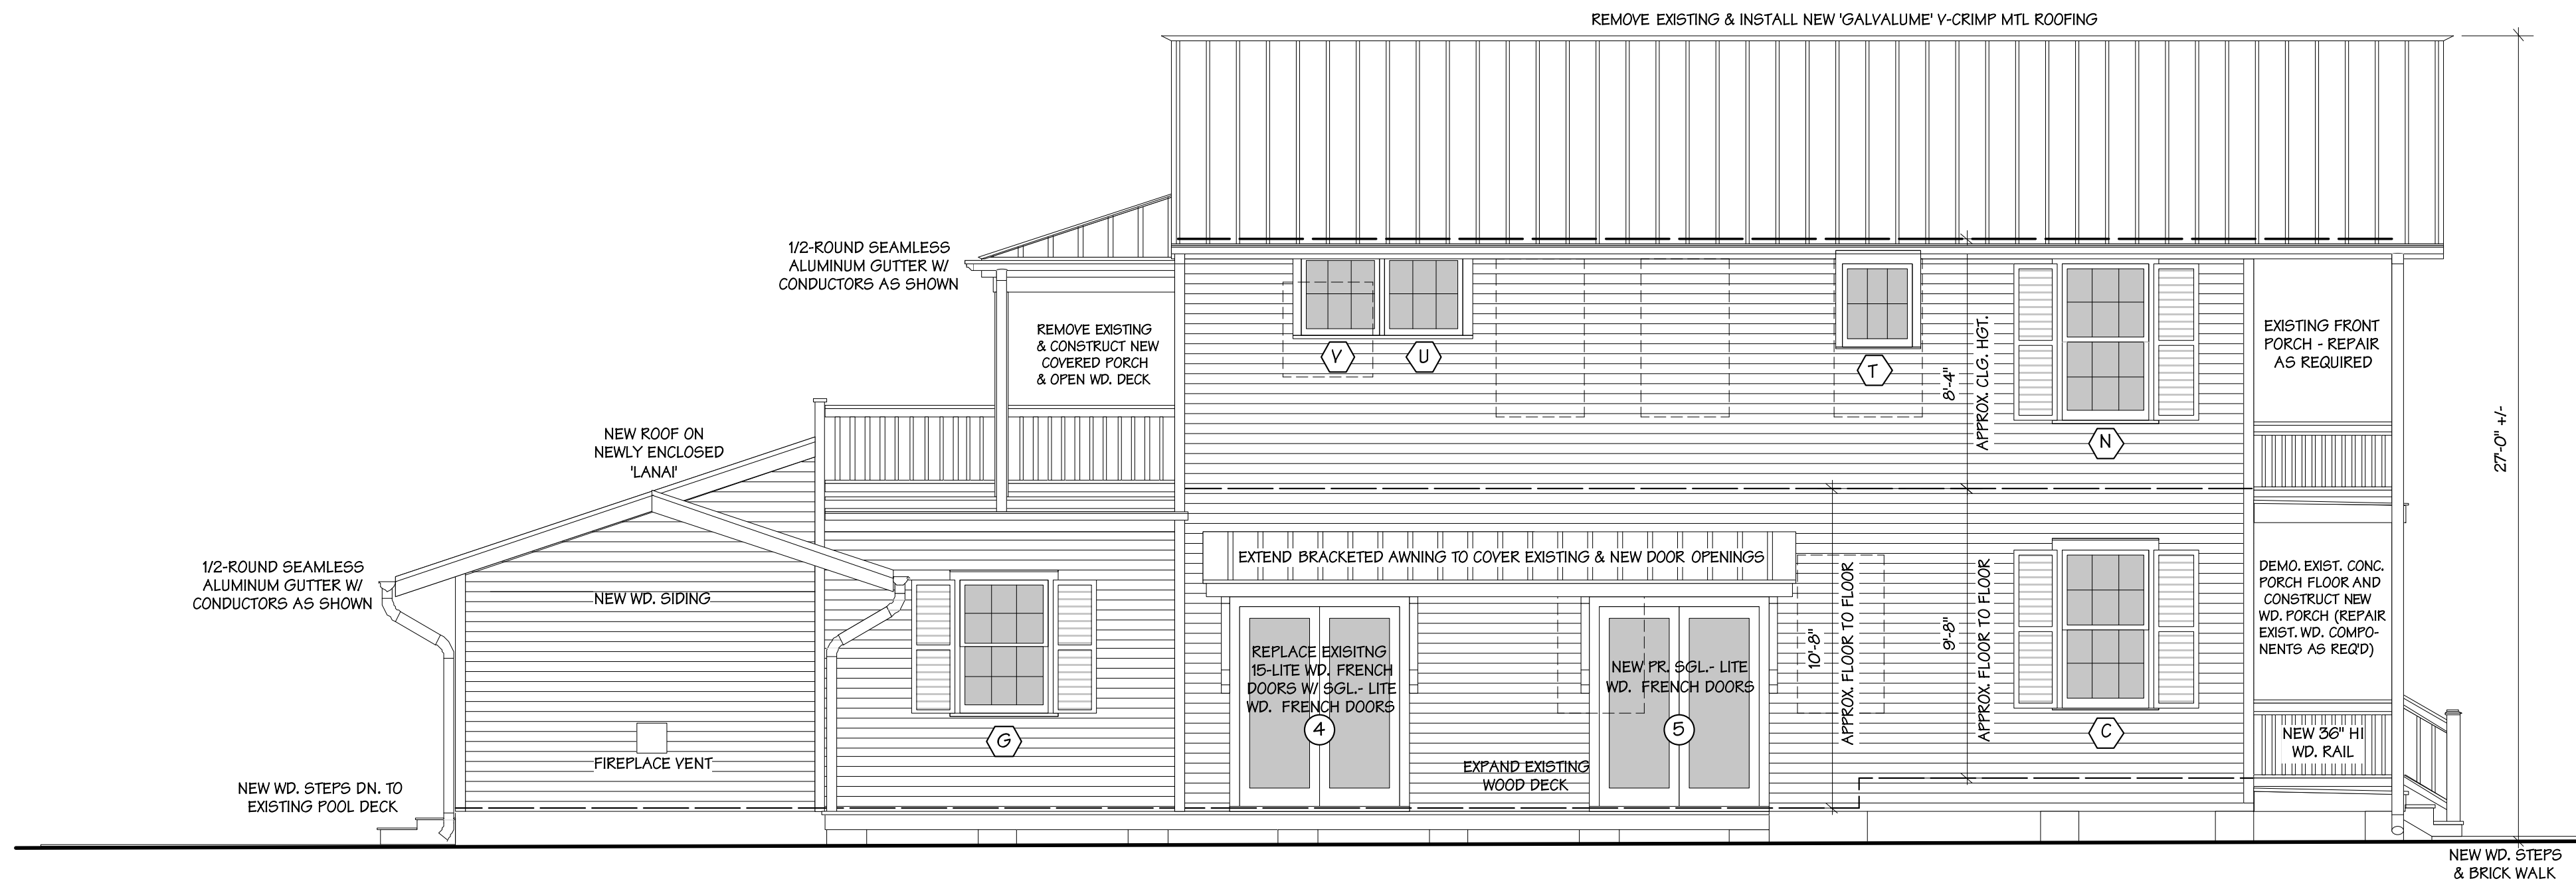 REMOVE EXISTING & INSTALL NEW 'GALVALUME' V-CRIMP MTL ROOFING
1/2-ROUND SEAMLESS
ALUMINUM GUTTER W/
CONDUCTORS AS SHOWN
REMOVE EXISTING
& CONSTRUCT NEW
COVERED PORCH
& OPEN WD. DECK
V
U
T
8'-4"
APPROX. CLG. HGT.
N
EXISTING FRONT
PORCH - REPAIR
AS REQUIRED
27'-0" +/-
NEW ROOF ON
NEWLY ENCLOSED
'LANAI'
1/2-ROUND SEAMLESS
ALUMINUM GUTTER W/
CONDUCTORS AS SHOWN
NEW WD. SIDING
EXTEND BRACKETED AWNING TO COVER EXISTING & NEW DOOR OPENINGS
REPLACE EXISITNG
15-LITE WD. FRENCH
DOORS W/ SGL.- LITE
WD. FRENCH DOORS
4
NEW PR. SGL.- LITE
WD. FRENCH DOORS
5
10'-8"
APPROX. FLOOR TO FLOOR
9'-8"
APPROX. FLOOR TO FLOOR
DEMO. EXIST. CONC.
PORCH FLOOR AND
CONSTRUCT NEW
WD. PORCH (REPAIR
EXIST. WD. COMPO-
NENTS AS REQ'D)
G
C
NEW 36" HI
WD. RAIL
FIREPLACE VENT
EXPAND EXISTING
WOOD DECK
NEW WD. STEPS DN. TO
EXISTING POOL DECK
NEW WD. STEPS
& BRICK WALK